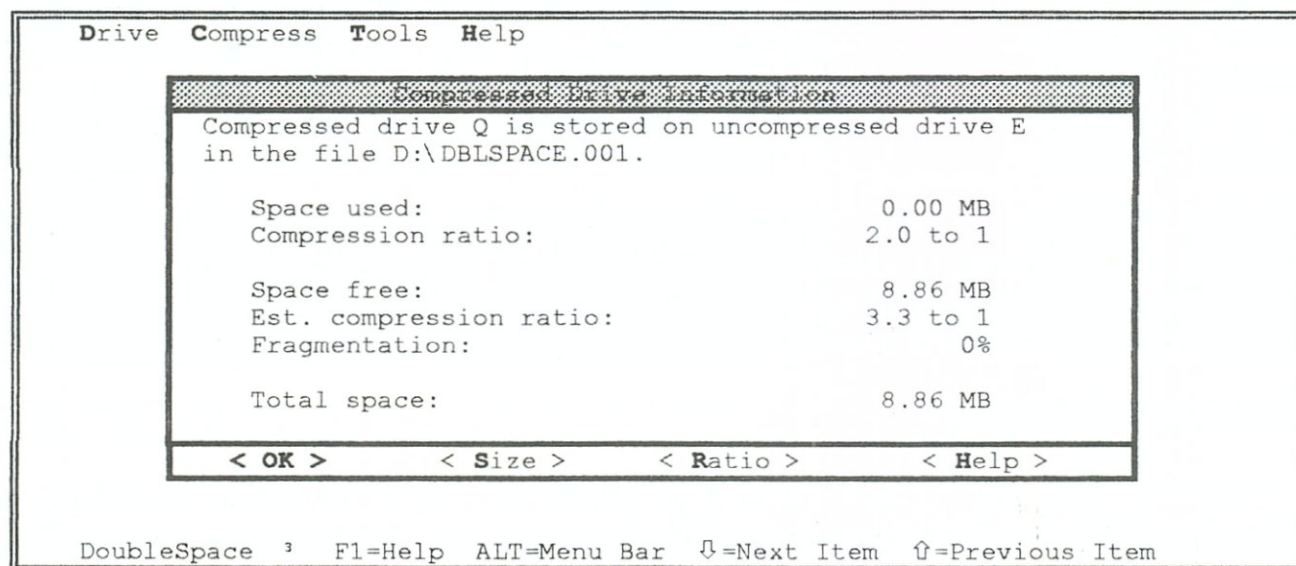 Drive Compress Tools Help
Compressed Drive Information
Compressed drive Q is stored on uncompressed drive E
in the file D:\DBLSPACE.001.
Space used: 0.00 MB
Compression ratio: 2.0 to 1
Space free: 8.86 MB
Est. compression ratio: 3.3 to 1
Fragmentation: 0%
Total space: 8.86 MB
< OK > < Size > < Ratio > < Help >
DoubleSpace ³ F1=Help ALT=Menu Bar ⇩=Next Item ⇧=Previous Item